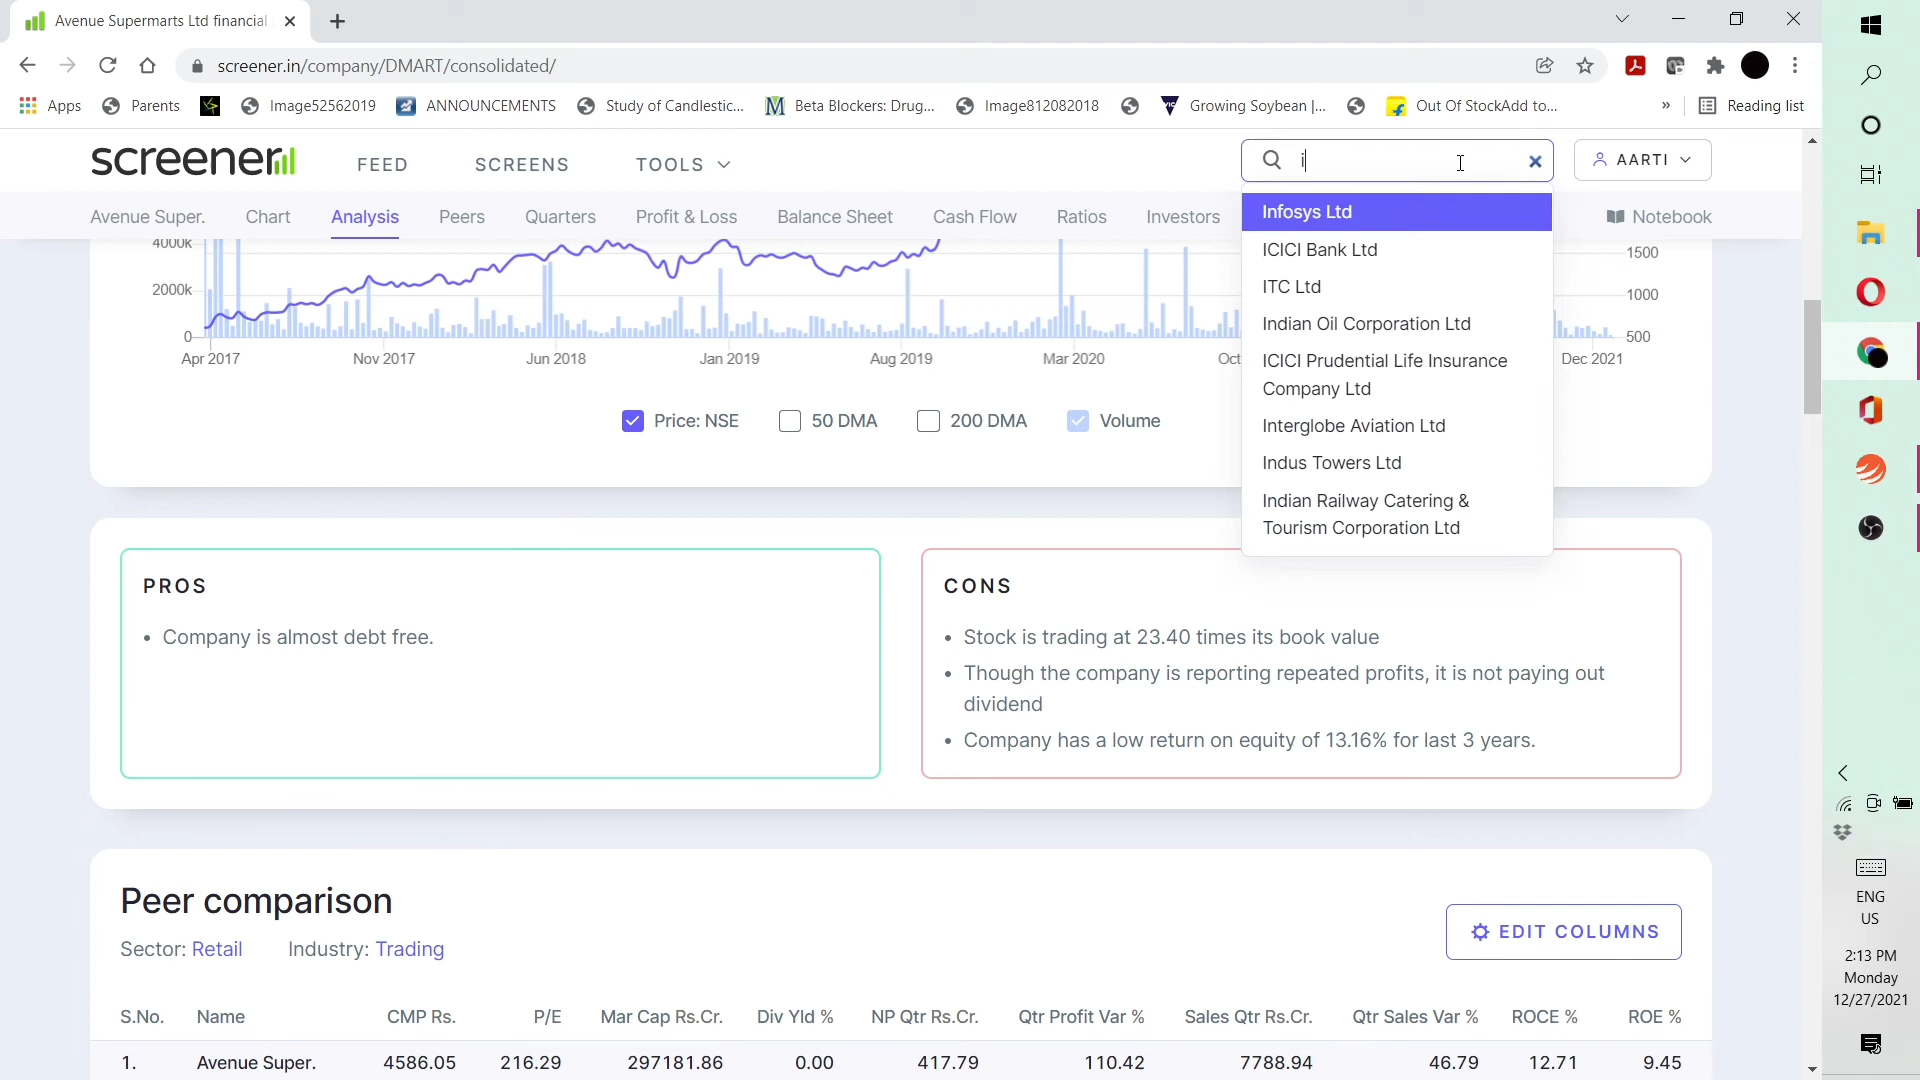 Avenue Supermarts Ltd financial
screener.in/company/DMART/consolidated/
Apps Parents Image52562019 ANNOUNCEMENTS Study of Candlestic... Beta Blockers: Drug... Image812082018 Growing Soybean |... Out Of StockAdd to... » Reading list
screener FEED SCREENS TOOLS i AARTI
Avenue Super. Chart Analysis Peers Quarters Profit & Loss Balance Sheet Cash Flow Ratios Investors Notebook
Infosys Ltd
ICICI Bank Ltd
ITC Ltd
Indian Oil Corporation Ltd
ICICI Prudential Life Insurance
Company Ltd
Interglobe Aviation Ltd
Indus Towers Ltd
Indian Railway Catering &
Tourism Corporation Ltd
4000k 1500
2000k 1000
0 500
Apr 2017 Nov 2017 Jun 2018 Jan 2019 Aug 2019 Mar 2020 Oct Dec 2021
Price: NSE 50 DMA 200 DMA Volume
PROS
• Company is almost debt free.
CONS
• Stock is trading at 23.40 times its book value
• Though the company is reporting repeated profits, it is not paying out
dividend
• Company has a low return on equity of 13.16% for last 3 years.
Peer comparison
Sector: Retail Industry: Trading
EDIT COLUMNS
S.No. Name CMP Rs. P/E Mar Cap Rs.Cr. Div Yld % NP Qtr Rs.Cr. Qtr Profit Var % Sales Qtr Rs.Cr. Qtr Sales Var % ROCE % ROE %
1. Avenue Super. 4586.05 216.29 297181.86 0.00 417.79 110.42 7788.94 46.79 12.71 9.45
ENG
US
2:13 PM
Monday
12/27/2021